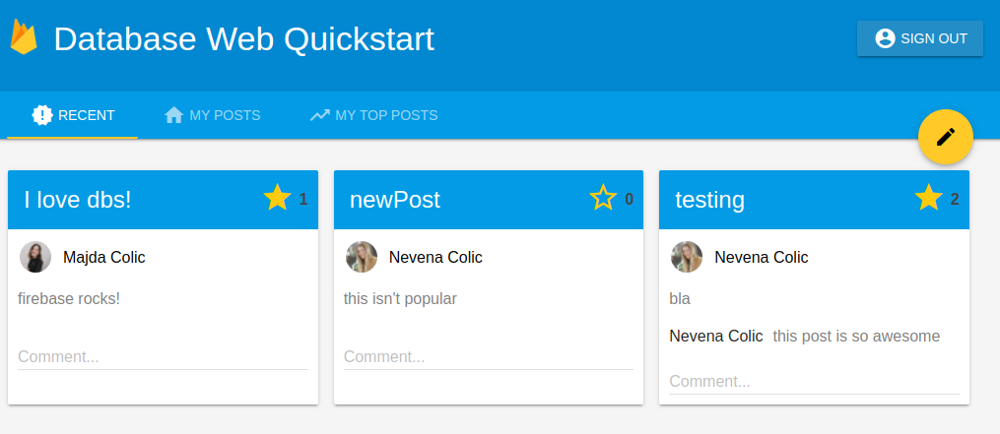 Database Web Quickstart
SIGN OUT
RECENT MY POSTS MY TOP POSTS
I love dbs! 1
Majda Colic
firebase rocks!
Comment...
newPost 0
Nevena Colic
this isn't popular
Comment...
testing 2
Nevena Colic
bla
Nevena Colic this post is so awesome
Comment...